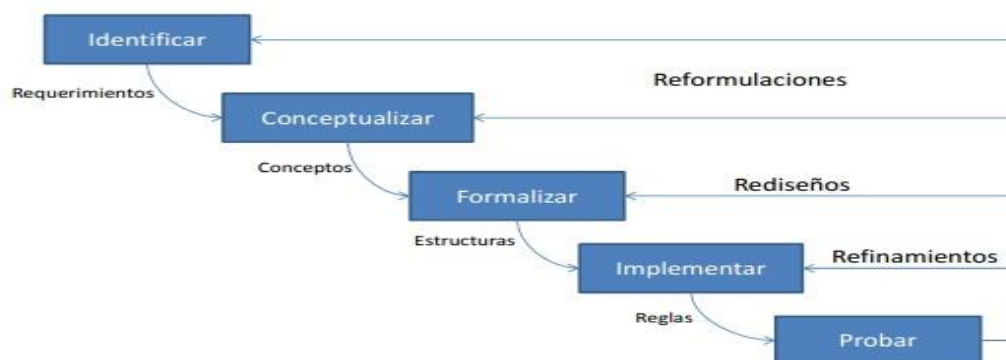 Identificar
Requerimientos
Reformulaciones
Conceptualizar
Conceptos
Formalizar
Rediseños
Estructuras
Implementar
Refinamientos
Reglas
Probar